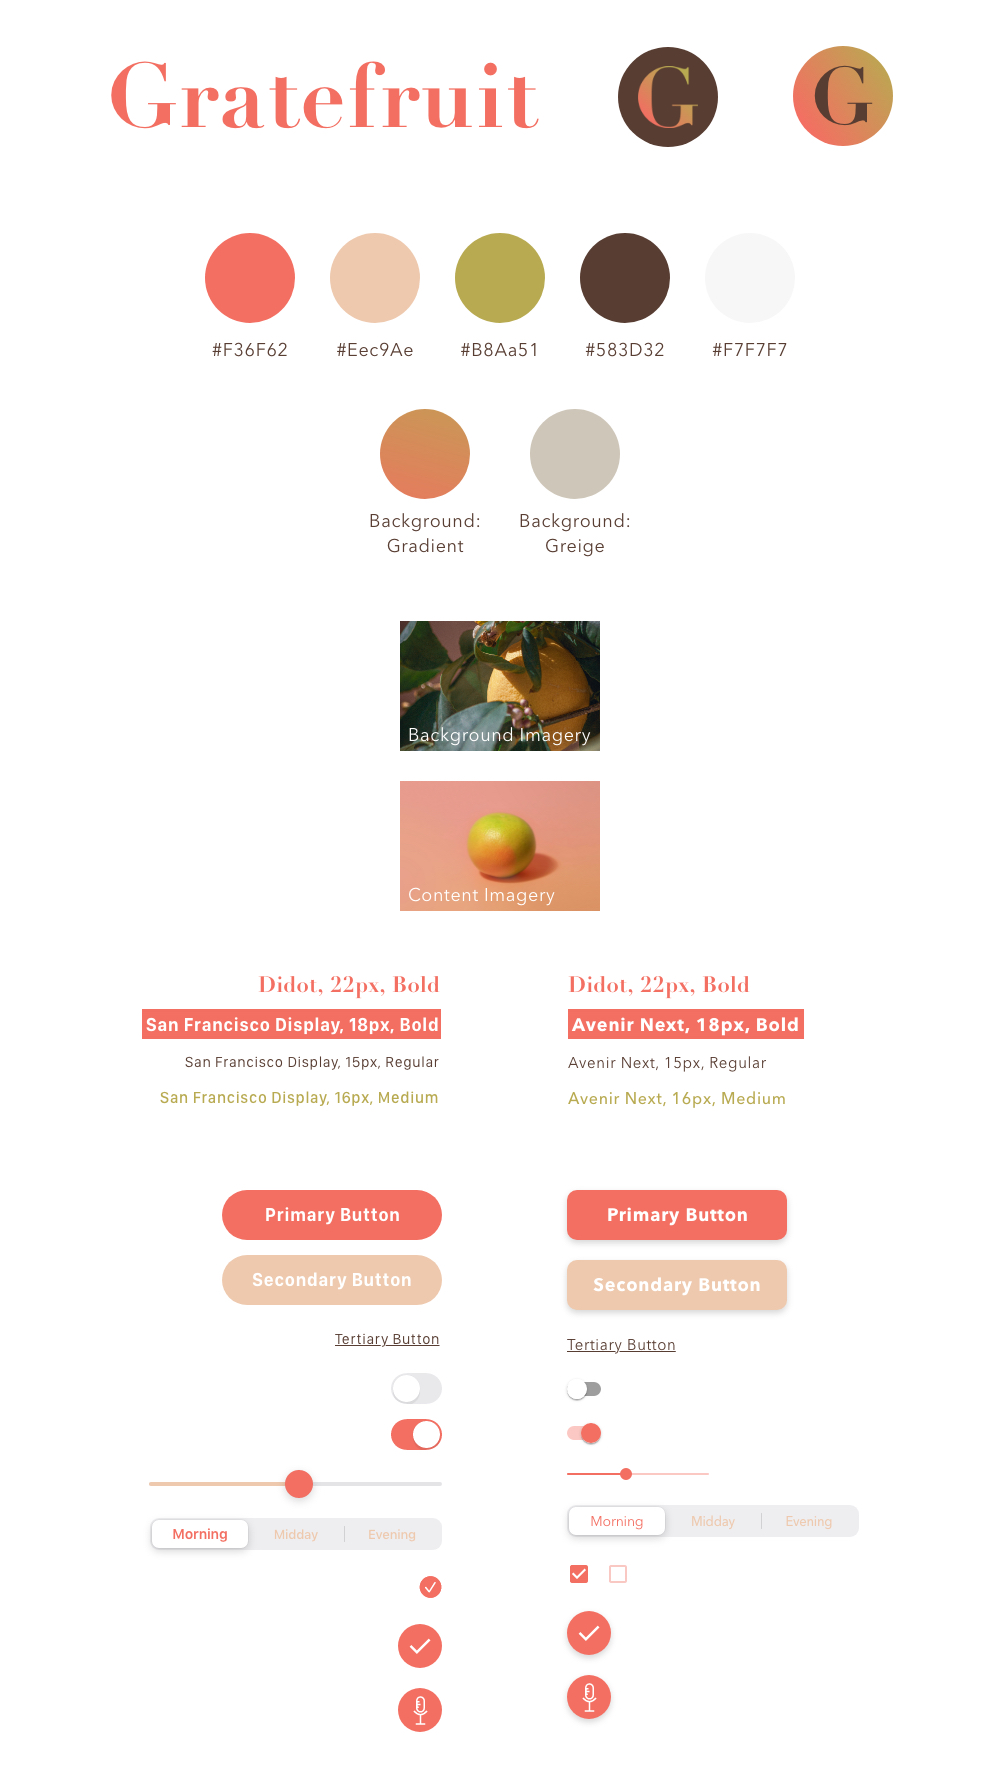 Gratefruit
G
G
#F36F62
#Eec9Ae
#B8Aa51
#583D32
#F7F7F7
Background:
Gradient
Background:
Greige
Background Imagery
Content Imagery
Didot, 22px, Bold
San Francisco Display, 18px, Bold
San Francisco Display, 15px, Regular
San Francisco Display, 16px, Medium
Didot, 22px, Bold
Avenir Next, 18px, Bold
Avenir Next, 15px, Regular
Avenir Next, 16px, Medium
Primary Button
Secondary Button
Tertiary Button
Morning
Midday
Evening
Primary Button
Secondary Button
Tertiary Button
Morning
Midday
Evening